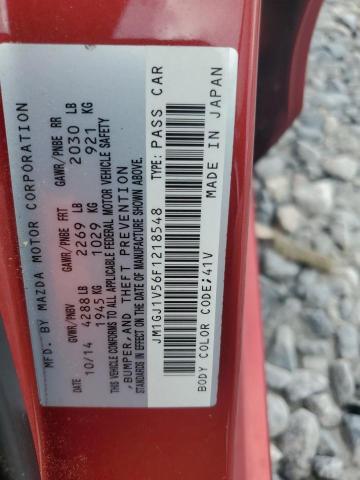 MFD. BY MAZDA MOTOR CORPORATION
GVWR/PNBV GAWR/PNBE FRT GAWR/PNBE RR
DATE 10/14 4288 LB 2269 LB 2030 LB
1945 KG 1029 KG 921 KG
THIS VEHICLE CONFORMS TO ALL APPLICABLE FEDERAL MOTOR VEHICLE SAFETY
, BUMPER, AND THEFT PREVENTION
STANDARDS IN EFFECT ON THE DATE OF MANUFACTURE SHOWN ABOVE.
JM1GJ1V56F1218548 TYPE: PASS CAR
BODY COLOR CODE;41V MADE IN JAPAN